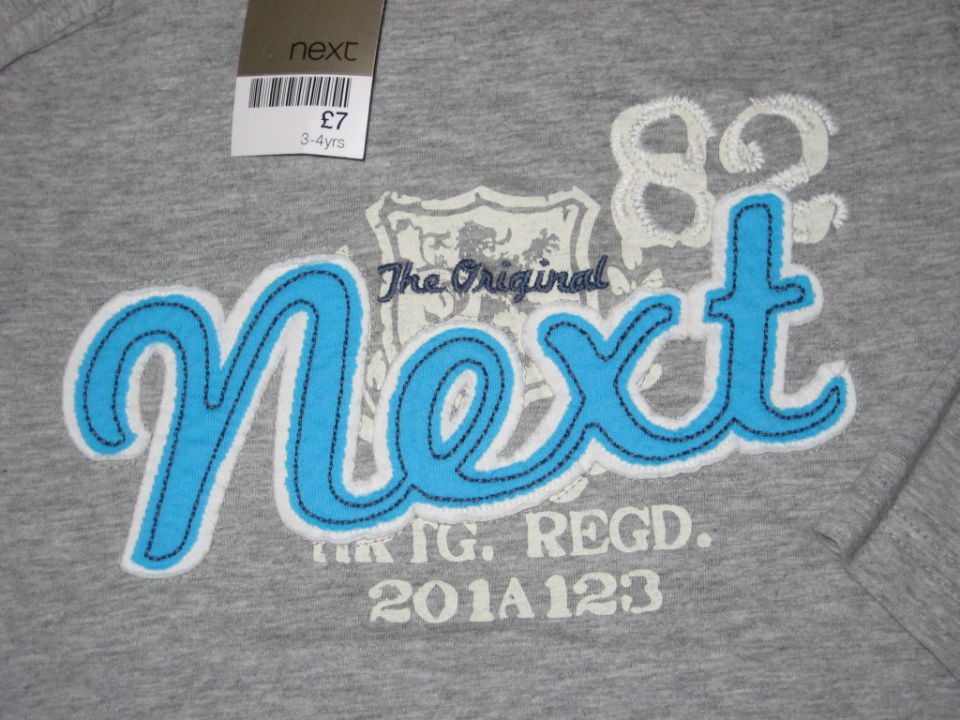 next
£7
3-4yrs
82
The Original
next
REGD.
201A123